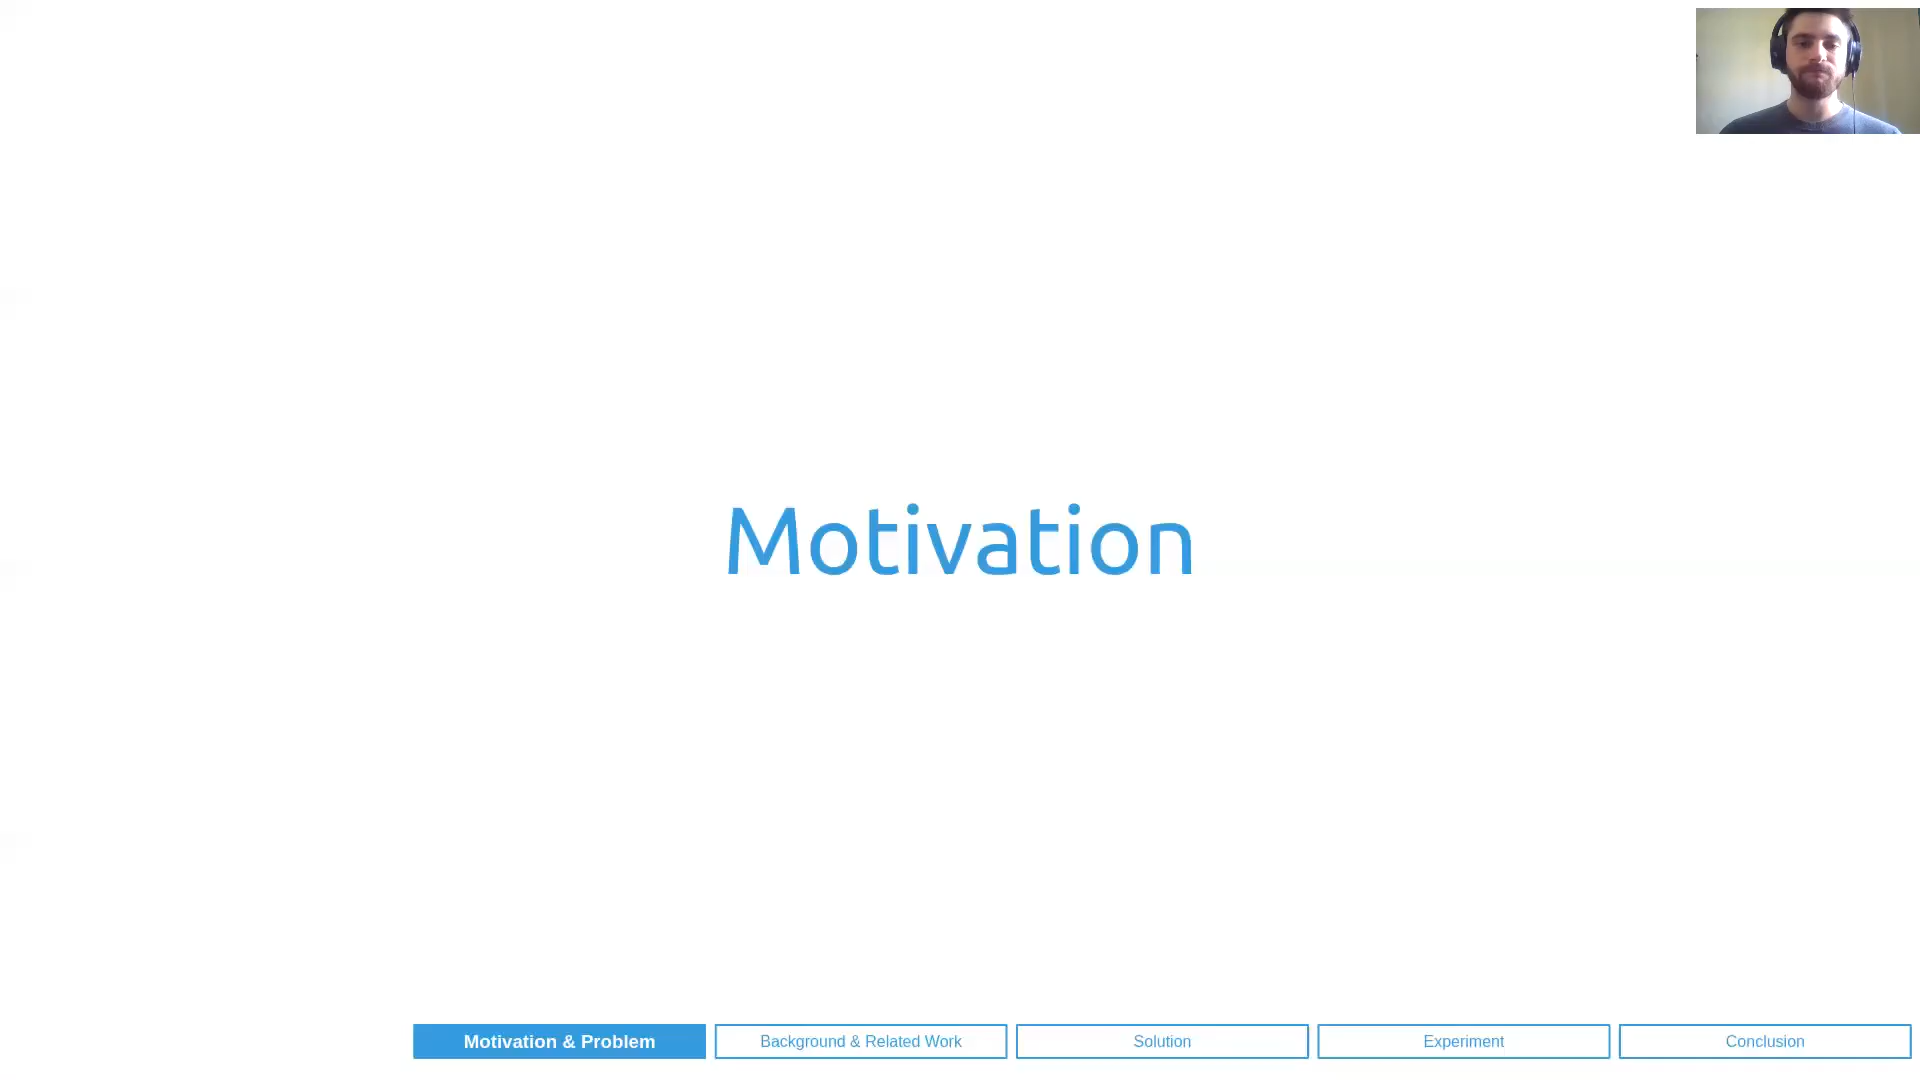 Motivation
Motivation & Problem
Background & Related Work
Solution
Experiment
Conclusion